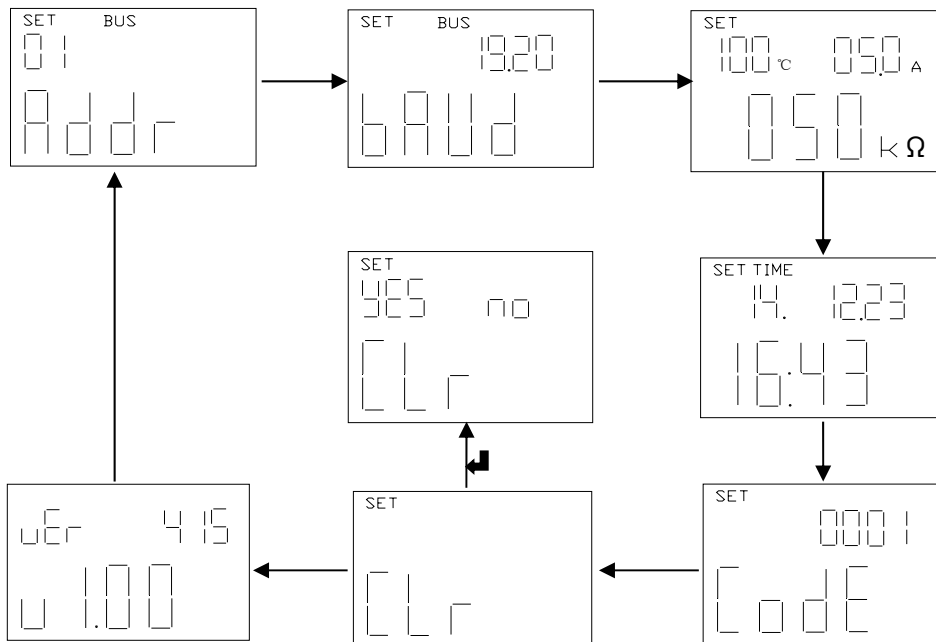 SET BUS
01
Addr
SET BUS
19.20
bAUd
SET
100 ℃ 05.0 A
050 kΩ
SET TIME
14. 12.23
16:43
SET
YES no
CLr
vEr 415
v 1.00
SET
CLr
SET
0001
CodE